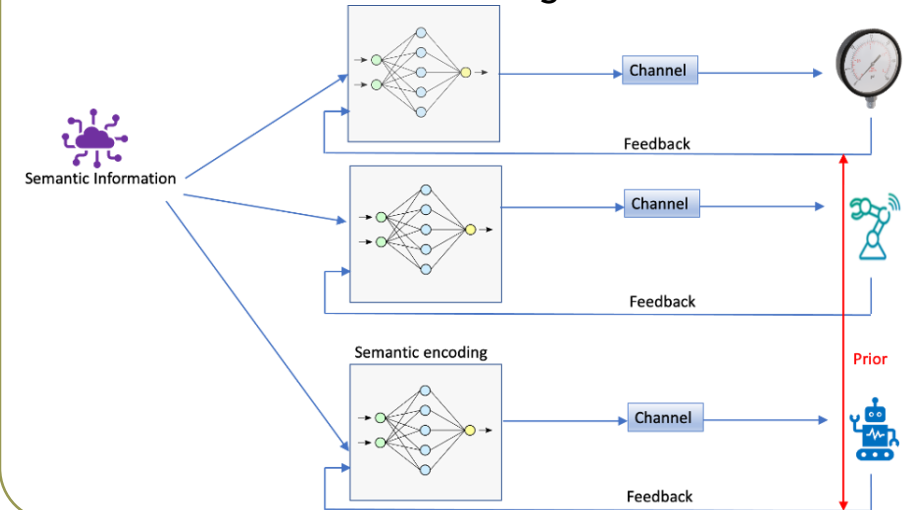 Channel
Feedback
Semantic Information
Channel
Feedback
Semantic encoding
Prior
Channel
Feedback